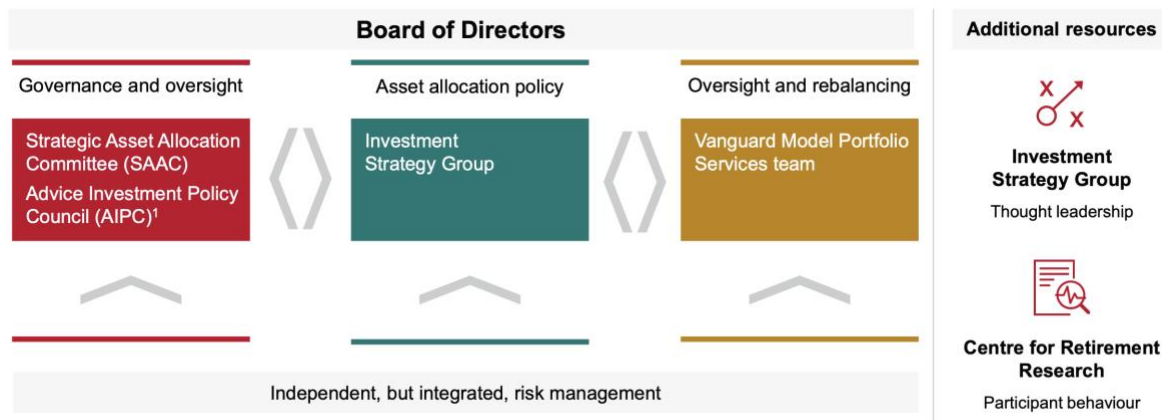 Board of Directors
Governance and oversight
Strategic Asset Allocation
Committee (SAAC)
Advice Investment Policy
Council (AIPC)¹
Asset allocation policy
Investment
Strategy Group
Oversight and rebalancing
Vanguard Model Portfolio
Services team
Independent, but integrated, risk management
Additional resources
X
X
Investment
Strategy Group
Thought leadership
Centre for Retirement
Research
Participant behaviour